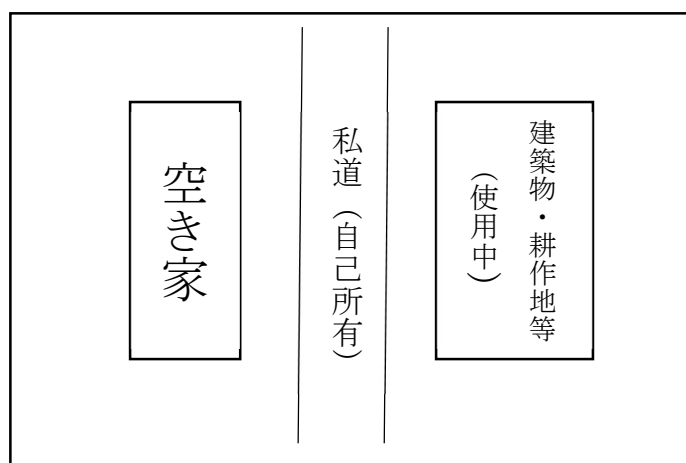 空き家
私道（自己所有）
建築物・耕作地等
（使用中）